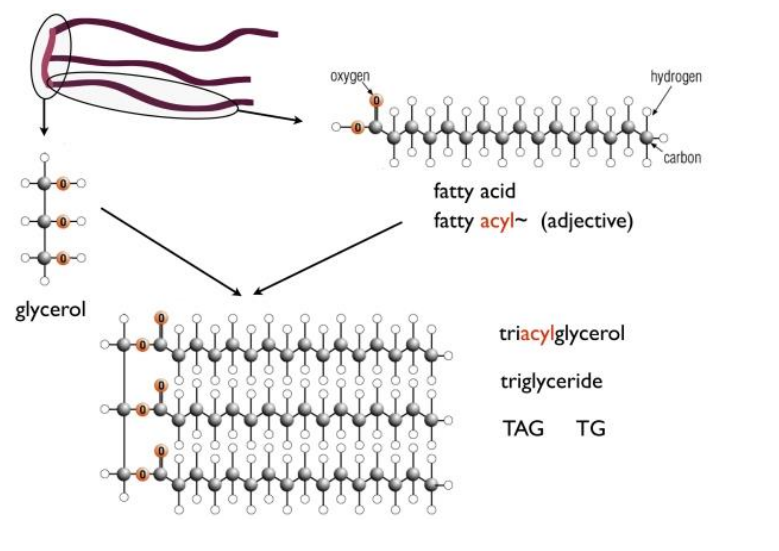 oxygen
hydrogen
O
O
carbon
O
O
O
fatty acid
fatty acyl~ (adjective)
glycerol
O
O
triacylglycerol
O
O
triglyceride
TAG TG
O
O